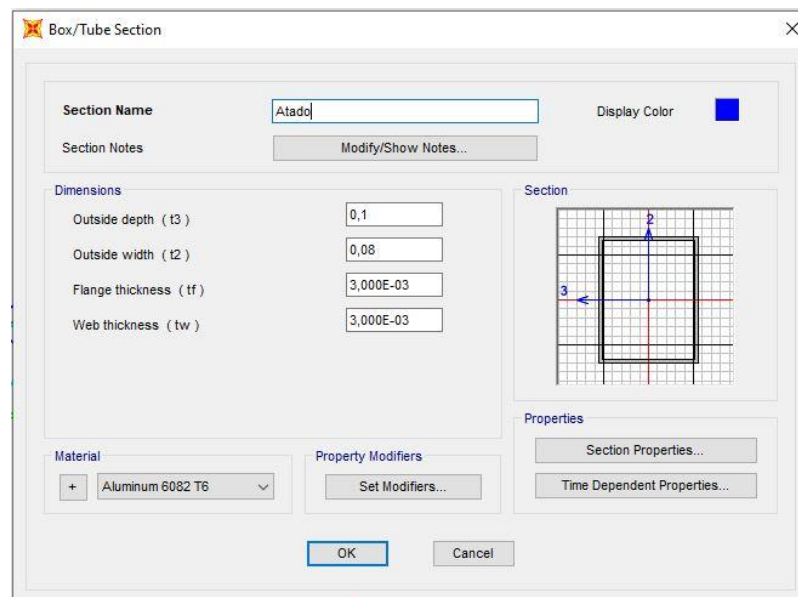 Box/Tube Section
Section Name
Atado
Display Color
Section Notes
Modify/Show Notes...
Dimensions
Outside depth ( t3 )
0,1
Outside width ( t2 )
0,08
Flange thickness ( tf )
3,000E-03
Web thickness ( tw )
3,000E-03
Section
2
3
Material
+
Aluminum 6082 T6
Property Modifiers
Set Modifiers...
Properties
Section Properties...
Time Dependent Properties...
OK
Cancel